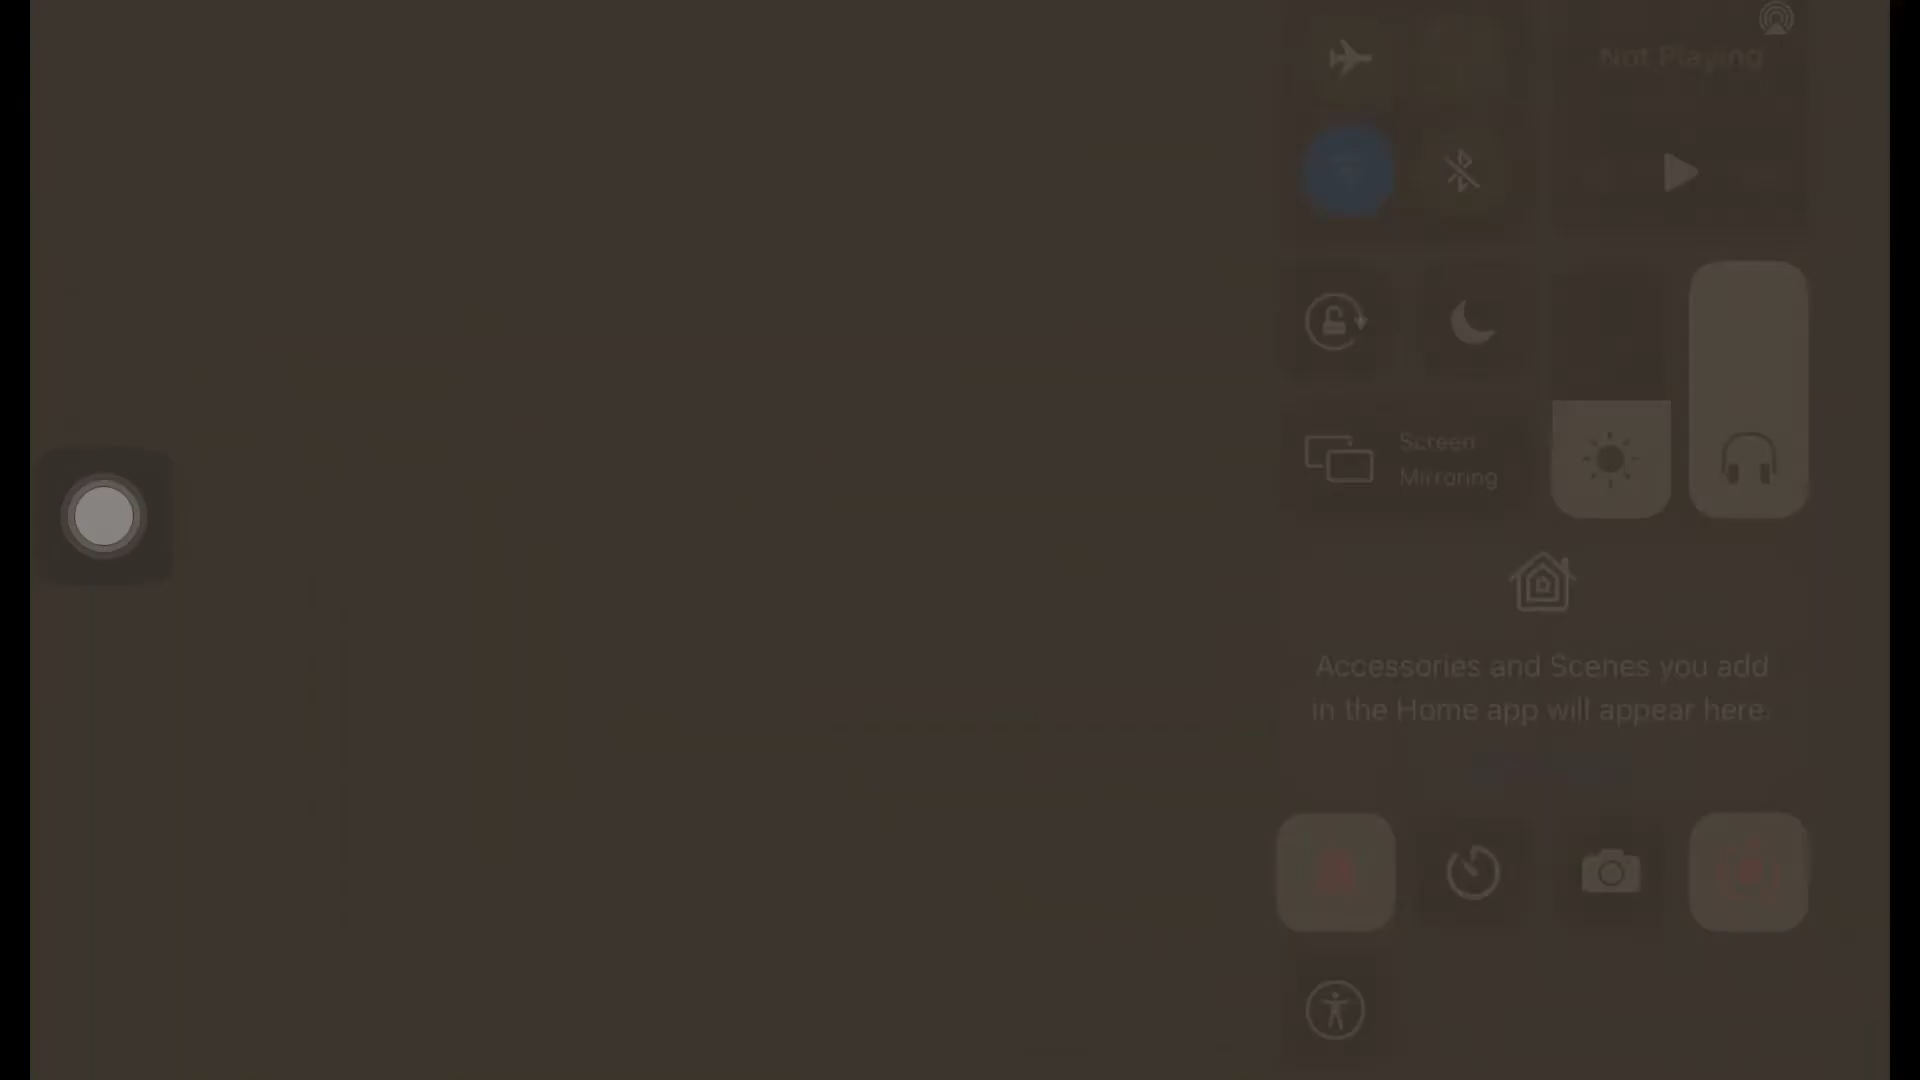 Not Playing
Screen
Mirroring
Accessories and Scenes you add
in the Home app will appear here.